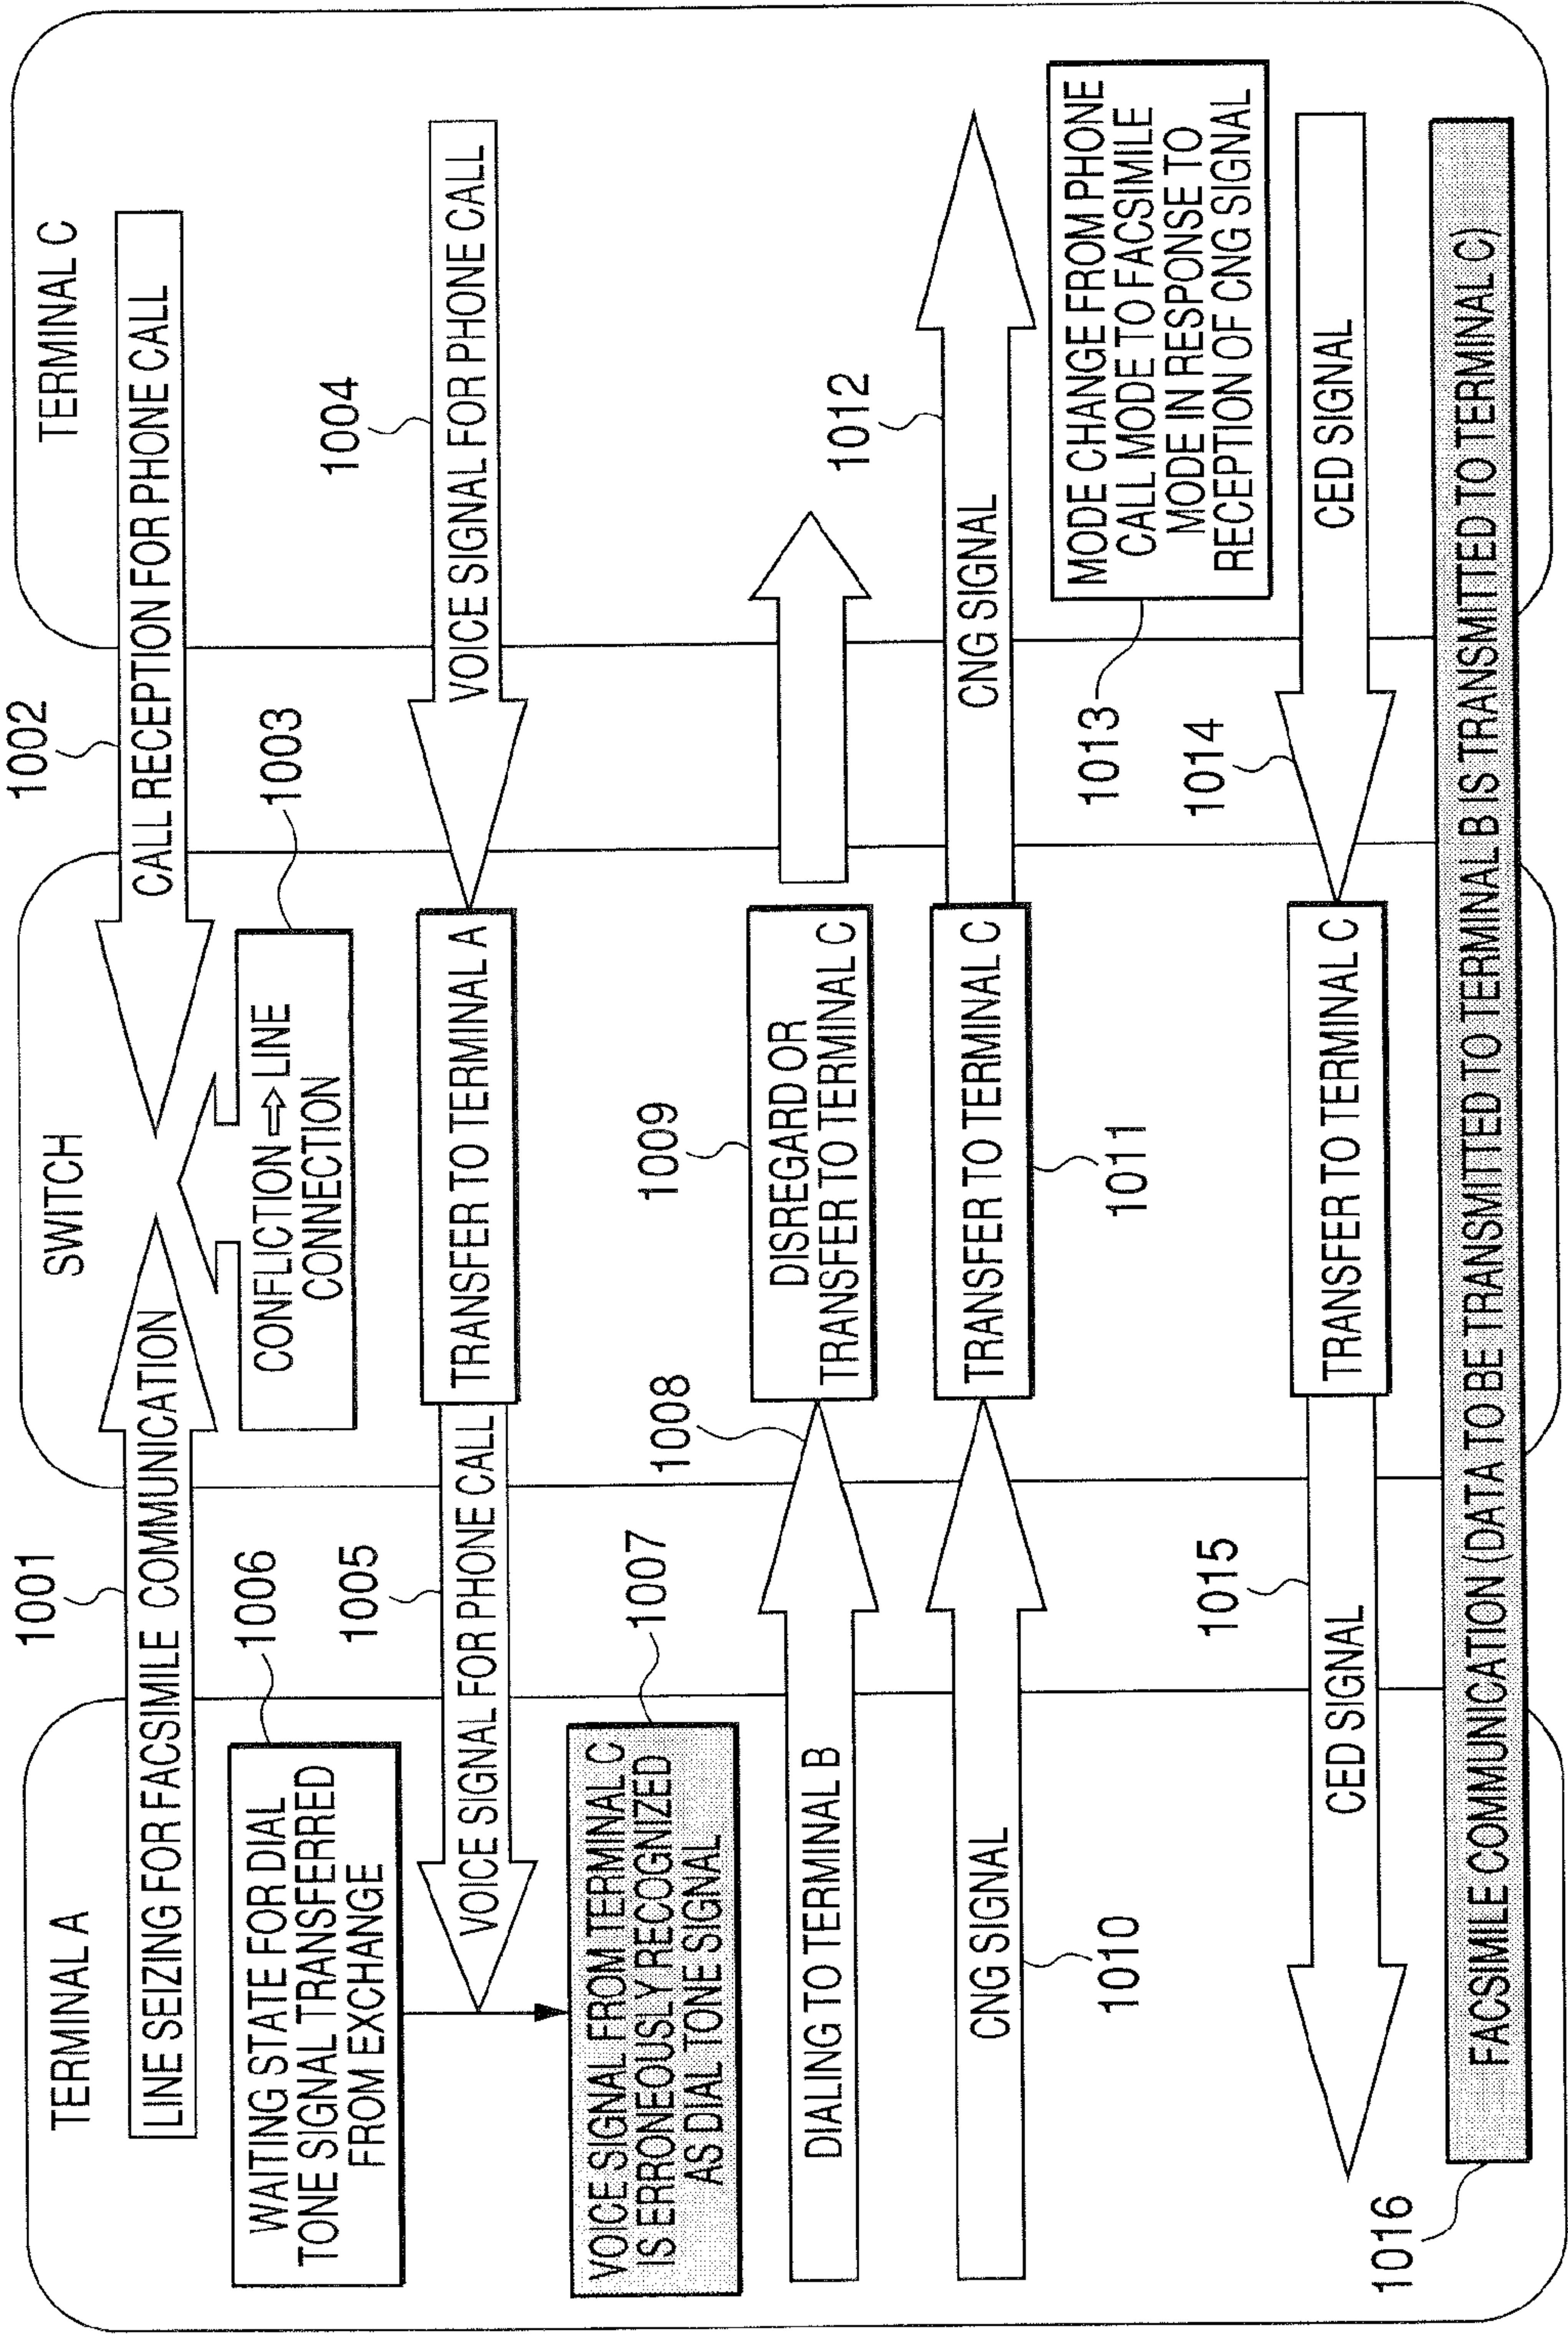 TERMINAL A
SWITCH
TERMINAL C
1001
1002
LINE SEIZING FOR FACSIMILE COMMUNICATION
CALL RECEPTION FOR PHONE CALL
1006
1003
WAITING STATE FOR DIAL
TONE SIGNAL TRANSFERRED
FROM EXCHANGE
CONFLICTION ⇨ LINE
CONNECTION
1005
1004
VOICE SIGNAL FOR PHONE CALL
TRANSFER TO TERMINAL A
VOICE SIGNAL FOR PHONE CALL
1007
VOICE SIGNAL FROM TERMINAL C
IS ERRONEOUSLY RECOGNIZED
AS DIAL TONE SIGNAL
1008
1009
DIALING TO TERMINAL B
DISREGARD OR
TRANSFER TO TERMINAL C
1012
CNG SIGNAL
TRANSFER TO TERMINAL C
CNG SIGNAL
1010
1011
1013
MODE CHANGE FROM PHONE
CALL MODE TO FACSIMILE
MODE IN RESPONSE TO
RECEPTION OF CNG SIGNAL
1015
1014
CED SIGNAL
TRANSFER TO TERMINAL C
CED SIGNAL
1016
FACSIMILE COMMUNICATION (DATA TO BE TRANSMITTED TO TERMINAL B IS TRANSMITTED TO TERMINAL C)